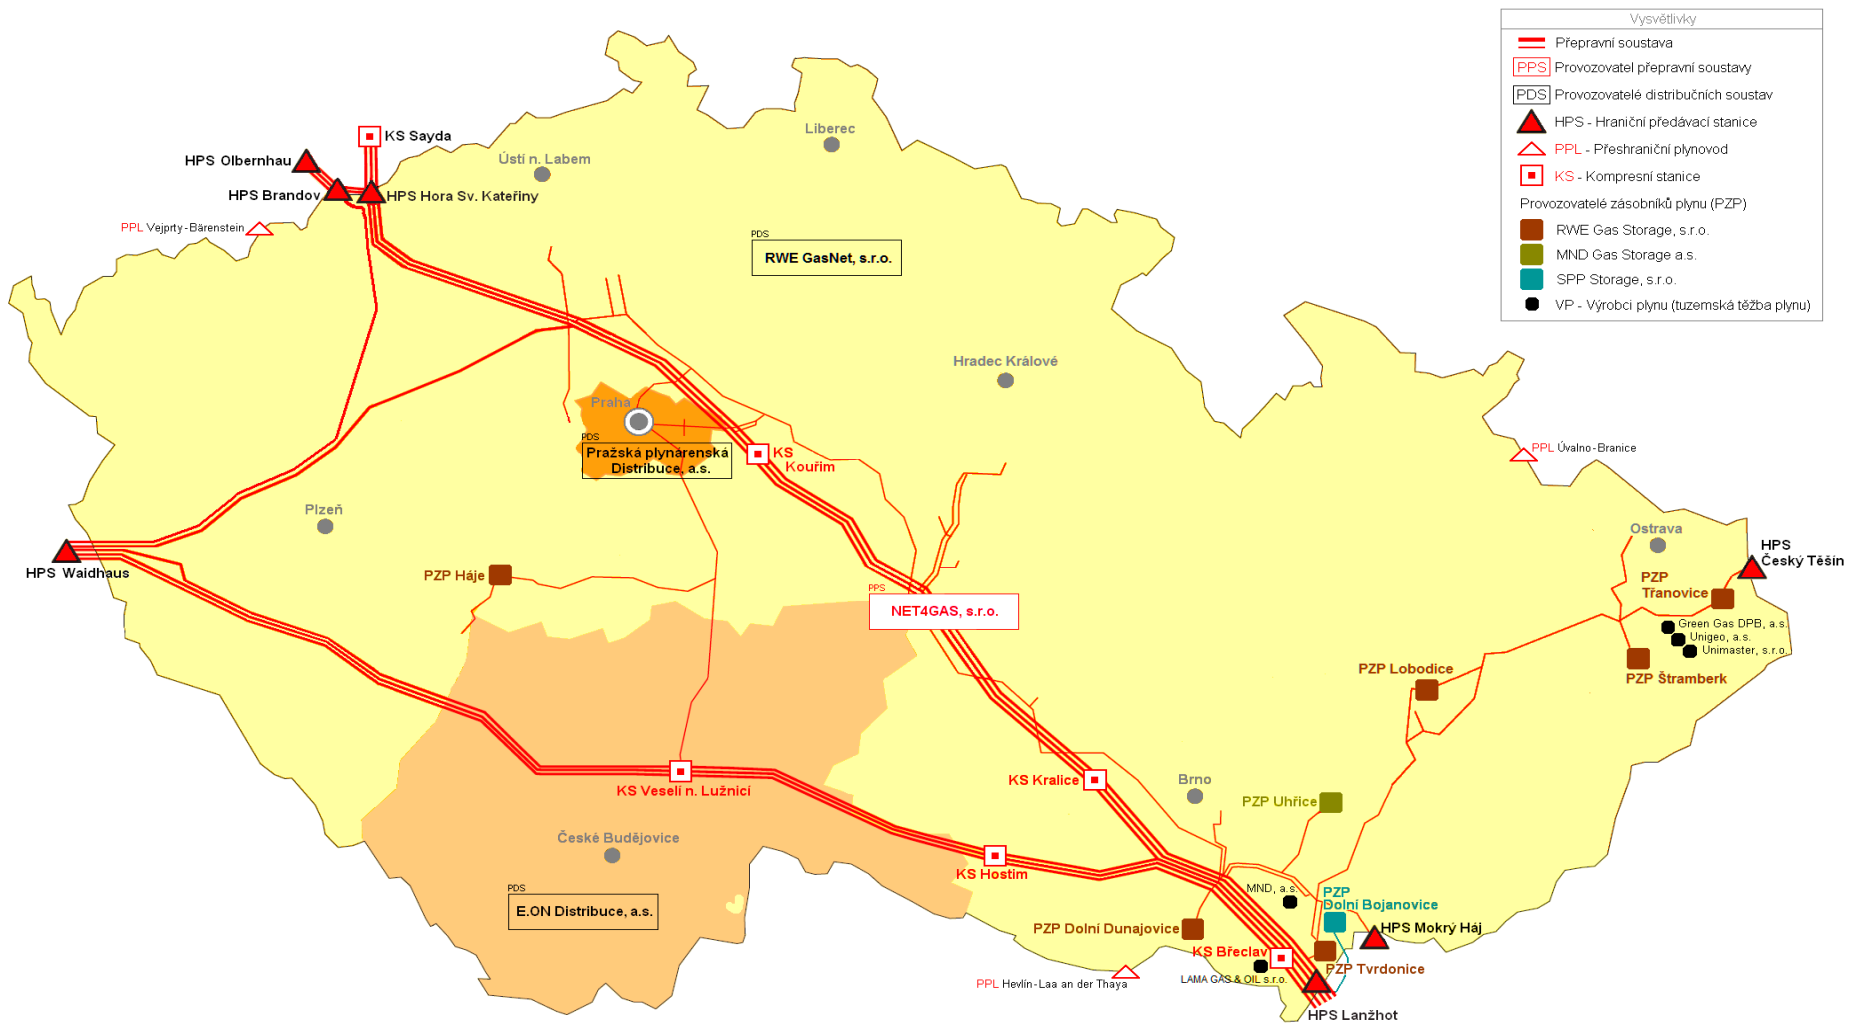 Vysvětlivky
Přepravní soustava
PPS Provozovatel přepravní soustavy
PDS Provozovatelé distribučních soustav
HPS - Hraniční předávací stanice
PPL - Přeshraniční plynovod
KS - Kompresní stanice
Provozovatelé zásobníků plynu (PZP)
RWE Gas Storage, s.r.o.
MND Gas Storage a.s.
SPP Storage, s.r.o.
VP - Výrobci plynu (tuzemská těžba plynu)
KS Sayda
HPS Olbernhau
HPS Brandov
HPS Hora Sv. Kateřiny
PPL Vejprty-Bärenstein
Ústí n. Labem
Liberec
PDS
RWE GasNet, s.r.o.
Hradec Králové
Praha
PDS
Pražská plynárenská
Distribuce, a.s.
KS
Kouřim
PPL Úvalno-Branice
Plzeň
HPS Waidhaus
PZP Háje
PPS
NET4GAS, s.r.o.
Ostrava
HPS
Český Těšín
PZP
Třanovice
Green Gas DPB, a.s.
Unigeo, a.s.
Unimaster, s.r.o.
PZP Štramberk
PZP Lobodice
KS Veselí n. Lužnicí
KS Kralice
Brno
PZP Uhřice
České Budějovice
PDS
E.ON Distribuce, a.s.
KS Hostim
MND, a.s.
PZP
Dolní Bojanovice
PZP Dolní Dunajovice
HPS Mokrý Háj
KS Břeclav
PZP Tvrdonice
LAMA GAS & OIL s.r.o.
PPL Hevlín-Laa an der Thaya
HPS Lanžhot